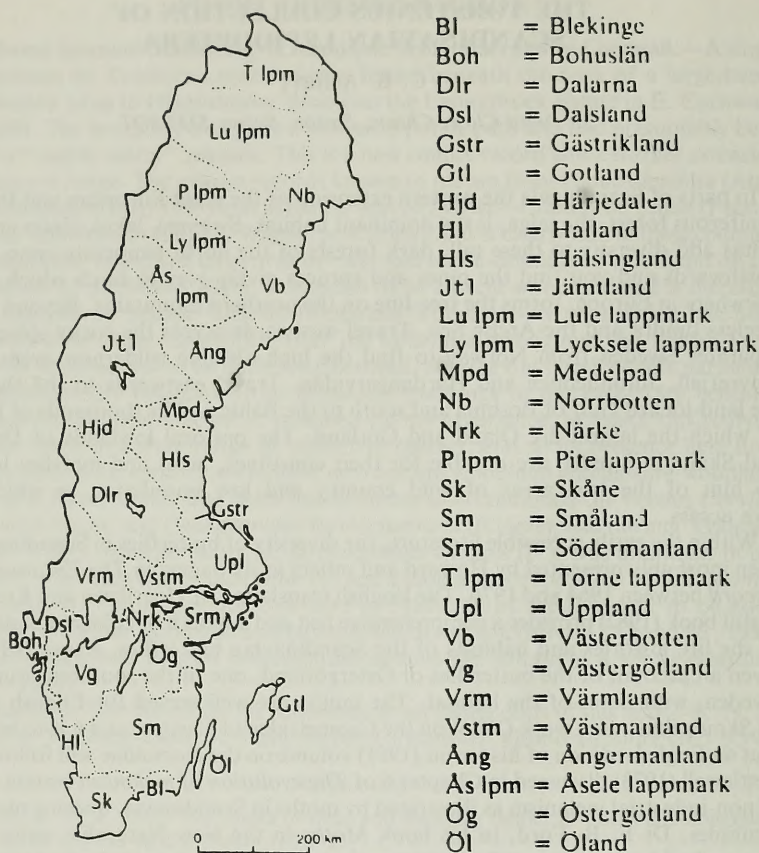 T lpm
Lu lpm
P lpm
Nb
Ly lpm
Ås
lpm
Vb
Jtl
Ång
Mpd
Hjd
Hls
Dlr
Gstr
Vrm
Vstm
Upl
Boh
Dsl
Nrk
Srm
Vg
Ög
Gtl
Sm
Hl
Öl
Sk
Bl
0 200 km
Bl = Blekinge
Boh = Bohuslän
Dlr = Dalarna
Dsl = Dalsland
Gstr = Gästrikland
Gtl = Gotland
Hjd = Härjedalen
Hl = Halland
Hls = Hälsingland
Jtl = Jämtland
Lu lpm = Lule lappmark
Ly lpm = Lycksele lappmark
Mpd = Medelpad
Nb = Norrbotten
Nrk = Närke
P lpm = Pite lappmark
Sk = Skåne
Sm = Småland
Srm = Södermanland
T lpm = Torne lappmark
Upl = Uppland
Vb = Västerbotten
Vg = Västergötland
Vrm = Värmland
Vstm = Västmanland
Ång = Ångermanland
Ås lpm = Åsele lappmark
Ög = Östergötland
Öl = Öland